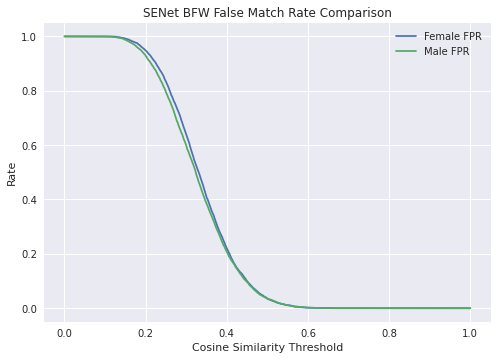 SENet BFW False Match Rate Comparison
Female FPR
Male FPR
Rate
1.0
0.8
0.6
0.4
0.2
0.0
0.0 0.2 0.4 0.6 0.8 1.0
Cosine Similarity Threshold